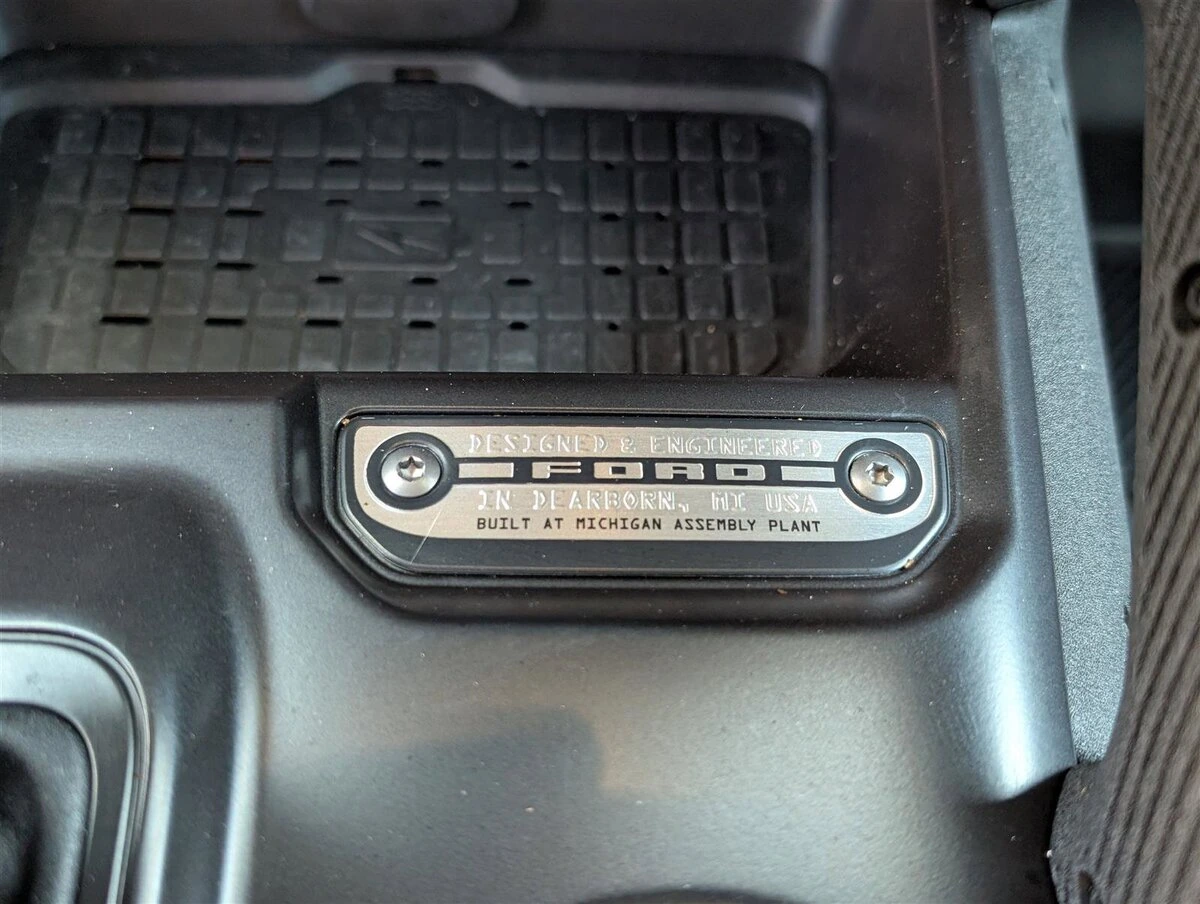 DESIGNED & ENGINEERED
FORD
IN DEARBORN, MI USA
BUILT AT MICHIGAN ASSEMBLY PLANT